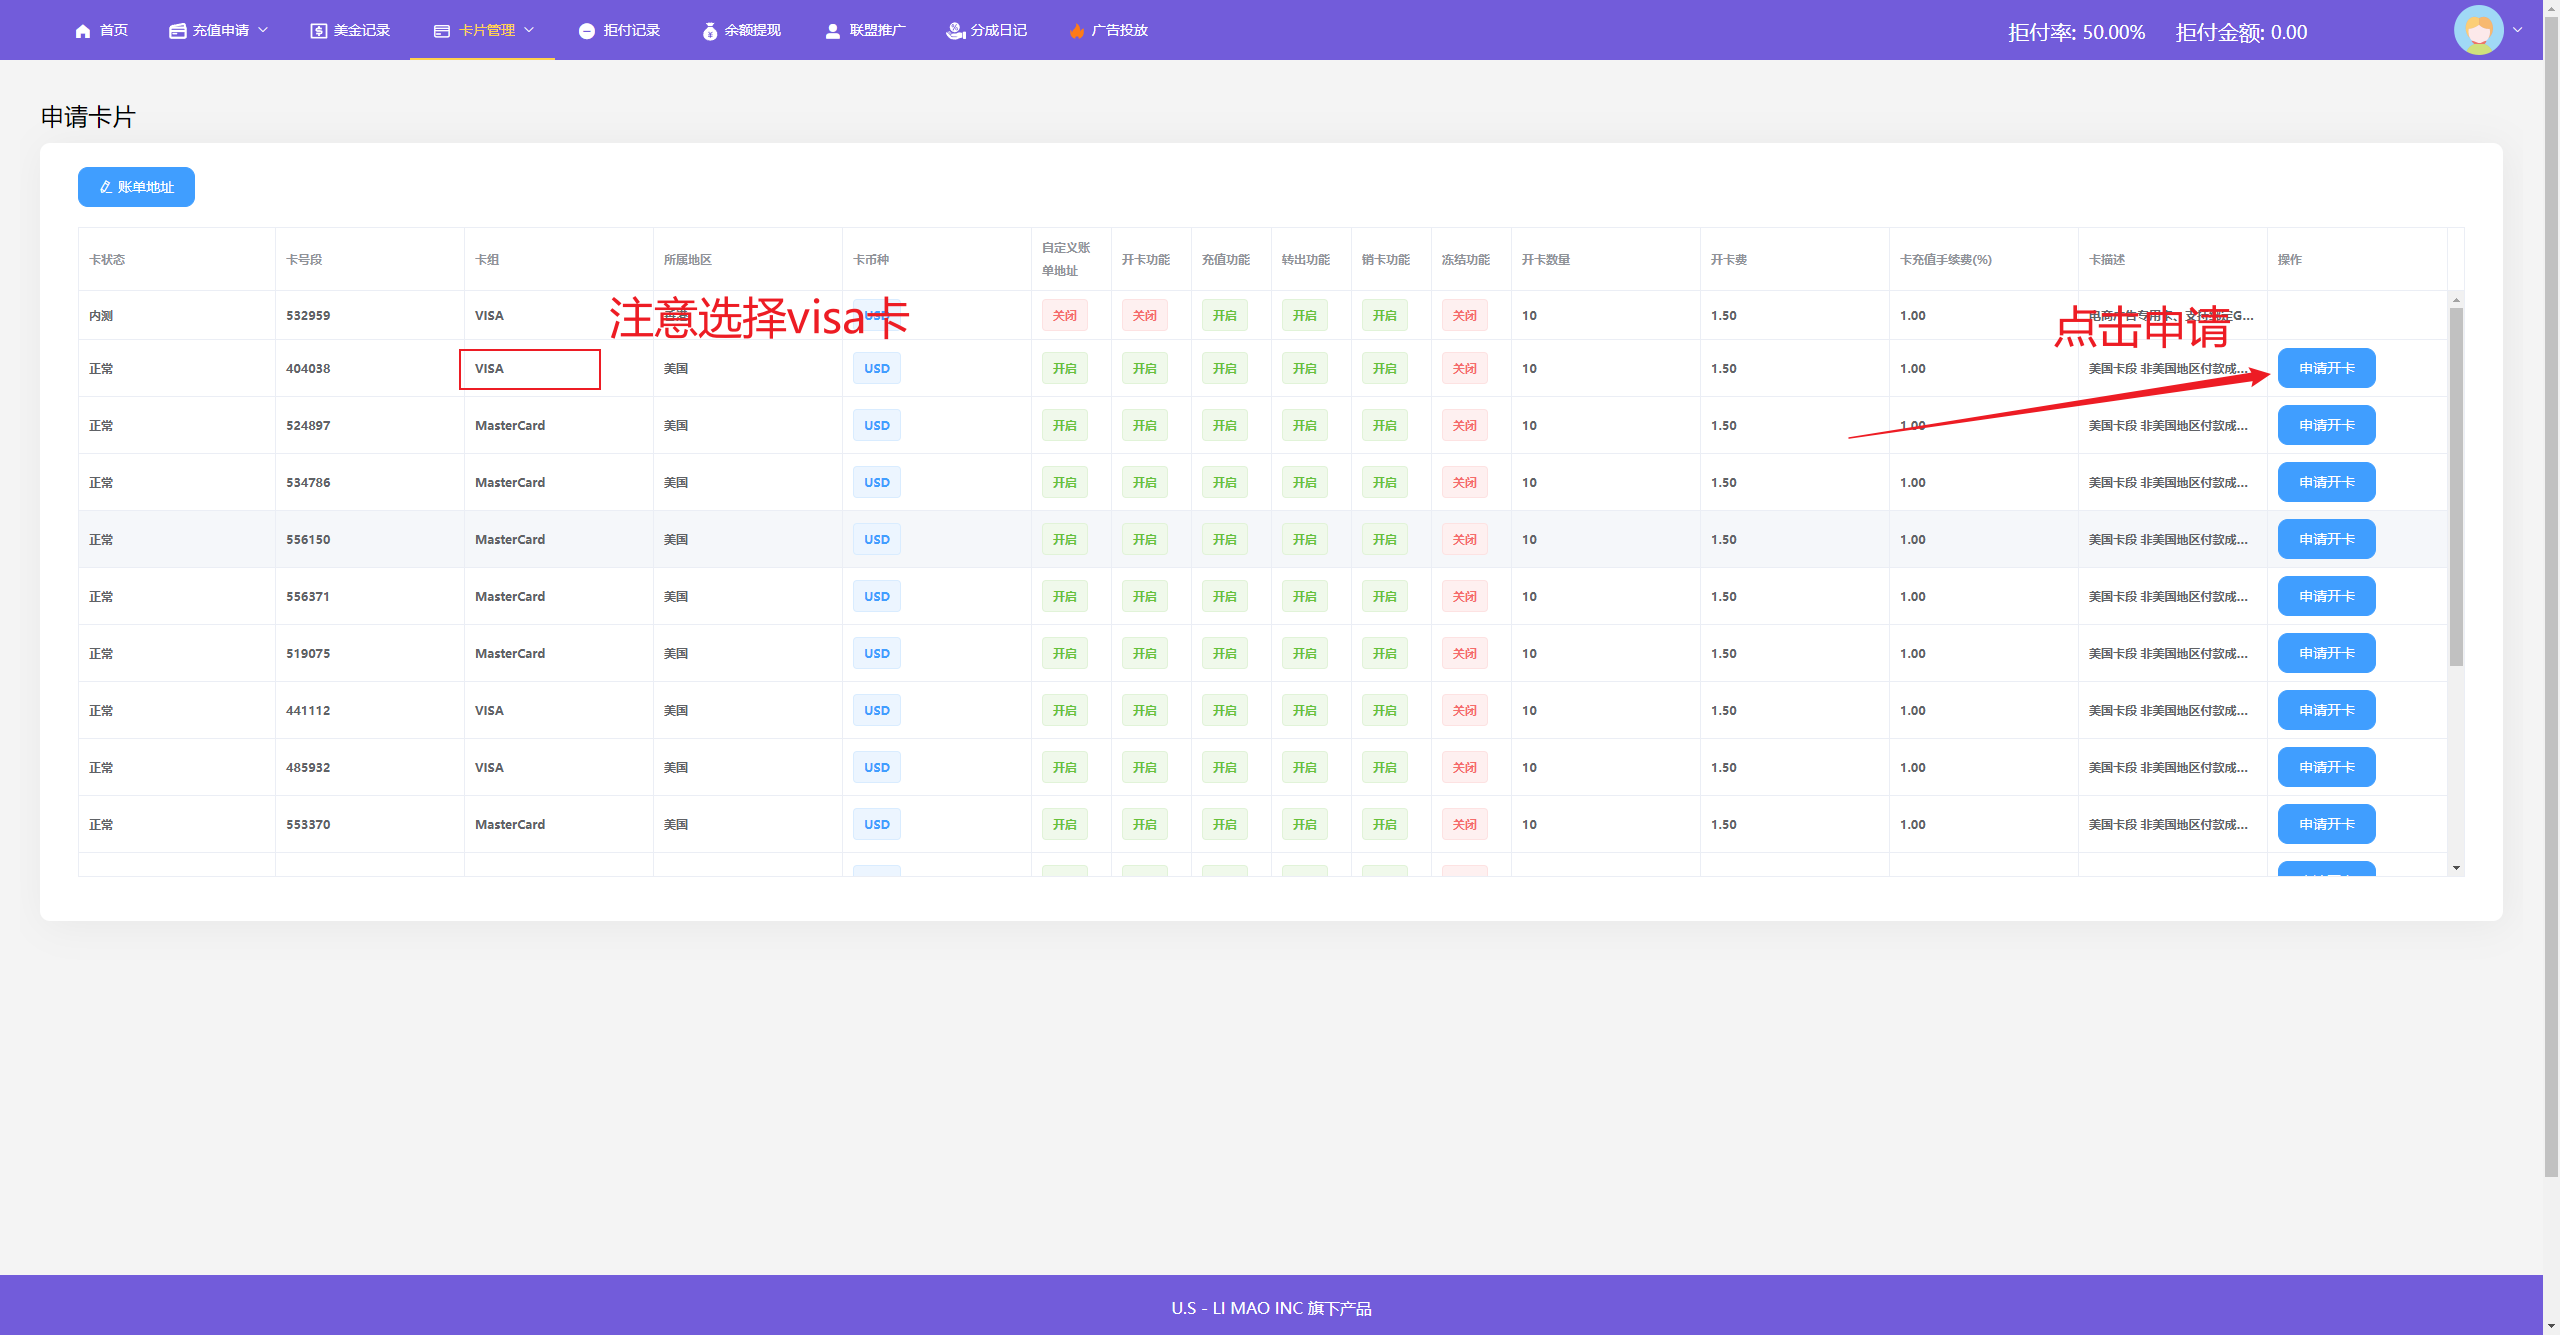 首页 充值申请 美金记录 卡片管理 拒付记录 余额提现 联盟推广 分成日记 广告投放 拒付率: 50.00% 拒付金额: 0.00
申请卡片
账单地址
卡状态 卡号段 卡组 所属地区 卡币种 自定义账单地址 开卡功能 充值功能 转出功能 销卡功能 冻结功能 开卡数量 开卡费 卡充值手续费(%) 卡描述 操作
注意选择visa卡
点击申请
内测 532959 VISA USD 关闭 关闭 开启 开启 开启 关闭 10 1.50 1.00 电商广告专用卡、支持绑定G...
正常 404038 VISA 美国 USD 开启 开启 开启 开启 开启 关闭 10 1.50 1.00 美国卡段 非美国地区付款成... 申请开卡
正常 524897 MasterCard 美国 USD 开启 开启 开启 开启 开启 关闭 10 1.50 1.00 美国卡段 非美国地区付款成... 申请开卡
正常 534786 MasterCard 美国 USD 开启 开启 开启 开启 开启 关闭 10 1.50 1.00 美国卡段 非美国地区付款成... 申请开卡
正常 556150 MasterCard 美国 USD 开启 开启 开启 开启 开启 关闭 10 1.50 1.00 美国卡段 非美国地区付款成... 申请开卡
正常 556371 MasterCard 美国 USD 开启 开启 开启 开启 开启 关闭 10 1.50 1.00 美国卡段 非美国地区付款成... 申请开卡
正常 519075 MasterCard 美国 USD 开启 开启 开启 开启 开启 关闭 10 1.50 1.00 美国卡段 非美国地区付款成... 申请开卡
正常 441112 VISA 美国 USD 开启 开启 开启 开启 开启 关闭 10 1.50 1.00 美国卡段 非美国地区付款成... 申请开卡
正常 485932 VISA 美国 USD 开启 开启 开启 开启 开启 关闭 10 1.50 1.00 美国卡段 非美国地区付款成... 申请开卡
正常 553370 MasterCard 美国 USD 开启 开启 开启 开启 开启 关闭 10 1.50 1.00 美国卡段 非美国地区付款成... 申请开卡
U.S - LI MAO INC 旗下产品